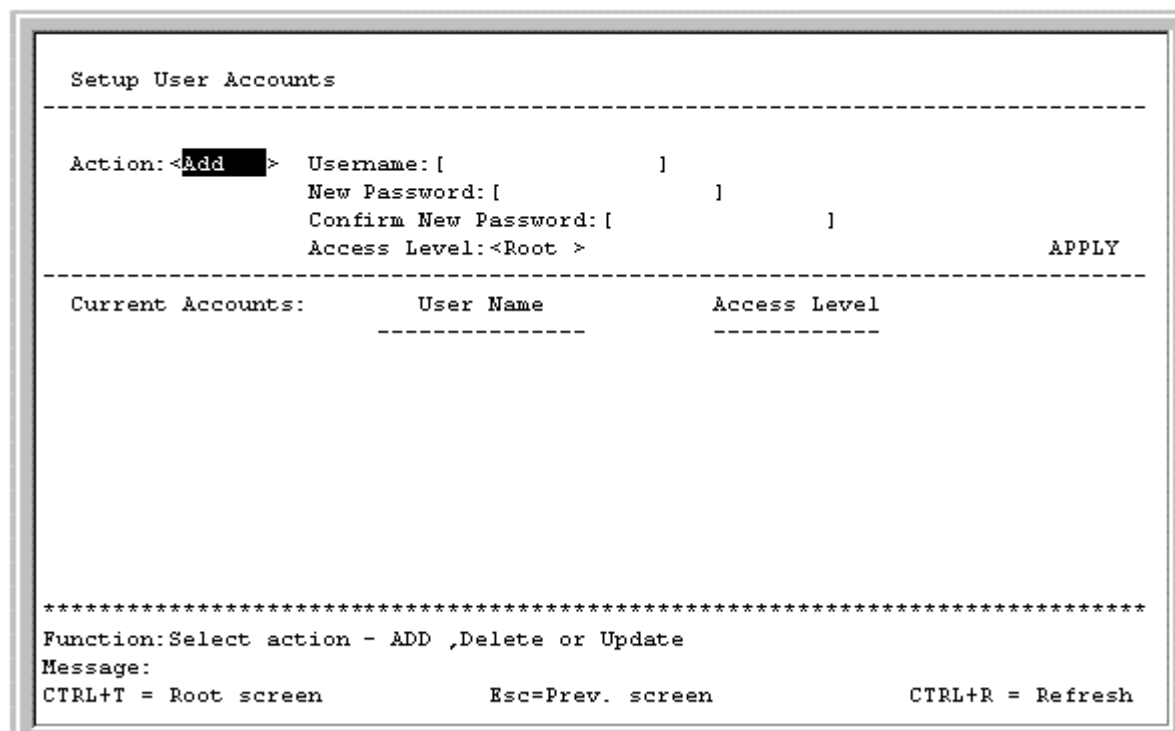 Setup User Accounts
--------------------------------------------------------------------------------
Action:<Add   > Username:[               ]
New Password:[               ]
Confirm New Password:[               ]
Access Level:<Root > APPLY
--------------------------------------------------------------------------------
Current Accounts: User Name Access Level
--------------- ------------
********************************************************************************
Function:Select action - ADD ,Delete or Update
Message:
CTRL+T = Root screen Esc=Prev. screen CTRL+R = Refresh